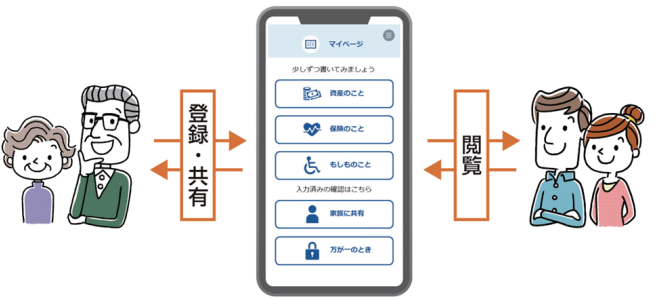 マイページ
少しずつ書いてみましょう
資産のこと
保険のこと
もしものこと
入力済みの確認はこちら
家族に共有
万が一のとき
登録・共有
閲覧